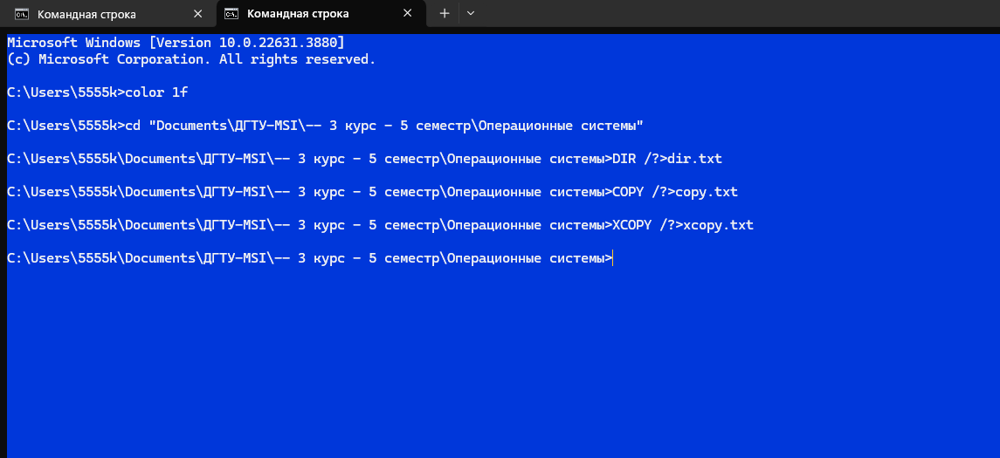 Командная строка
Командная строка
Microsoft Windows [Version 10.0.22631.3880]
(c) Microsoft Corporation. All rights reserved.
C:\Users\5555k>color 1f
C:\Users\5555k>cd "Documents\ДГТУ-MSI\-- 3 курс - 5 семестр\Операционные системы"
C:\Users\5555k\Documents\ДГТУ-MSI\-- 3 курс - 5 семестр\Операционные системы>DIR /?>dir.txt
C:\Users\5555k\Documents\ДГТУ-MSI\-- 3 курс - 5 семестр\Операционные системы>COPY /?>copy.txt
C:\Users\5555k\Documents\ДГТУ-MSI\-- 3 курс - 5 семестр\Операционные системы>XCOPY /?>xcopy.txt
C:\Users\5555k\Documents\ДГТУ-MSI\-- 3 курс - 5 семестр\Операционные системы>